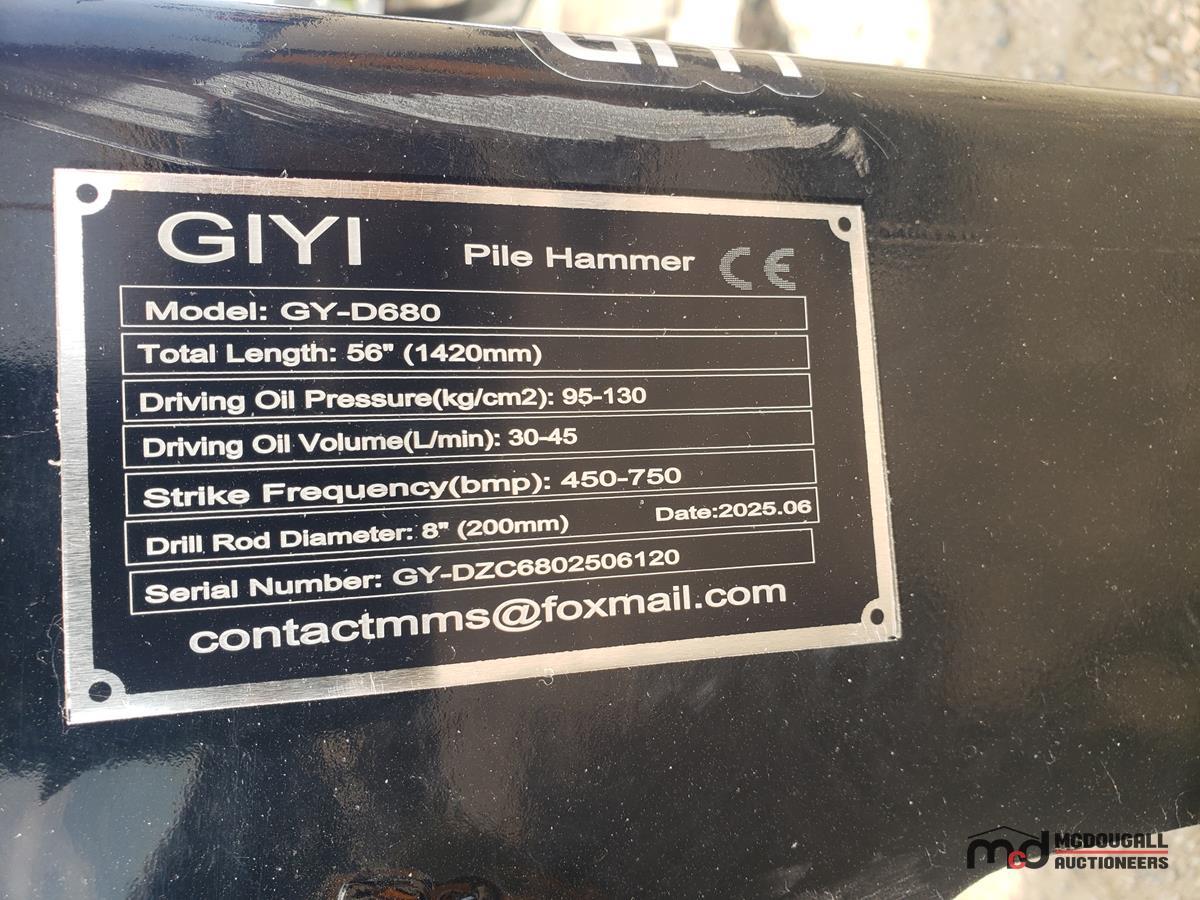 GIYI
GIYI Pile Hammer CE
Model: GY-D680
Total Length: 56" (1420mm)
Driving Oil Pressure(kg/cm2): 95-130
Driving Oil Volume(L/min): 30-45
Strike Frequency(bmp): 450-750
Drill Rod Diameter: 8" (200mm) Date:2025.06
Serial Number: GY-DZC6802506120
contactmms@foxmail.com
mcd MCDOUGALL
AUCTIONEERS